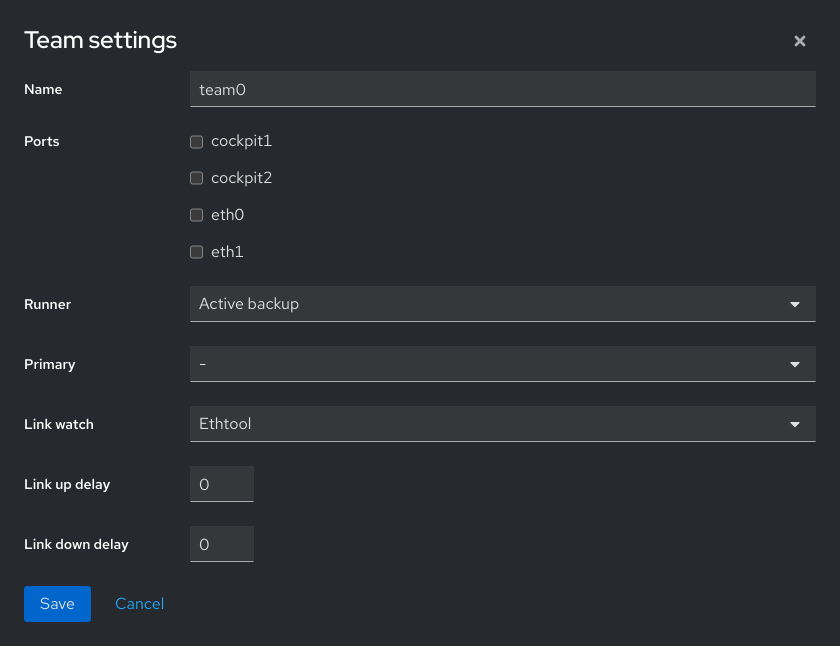 Team settings
Name team0
Ports cockpit1
cockpit2
eth0
eth1
Runner Active backup
Primary -
Link watch Ethtool
Link up delay 0
Link down delay 0
Save Cancel